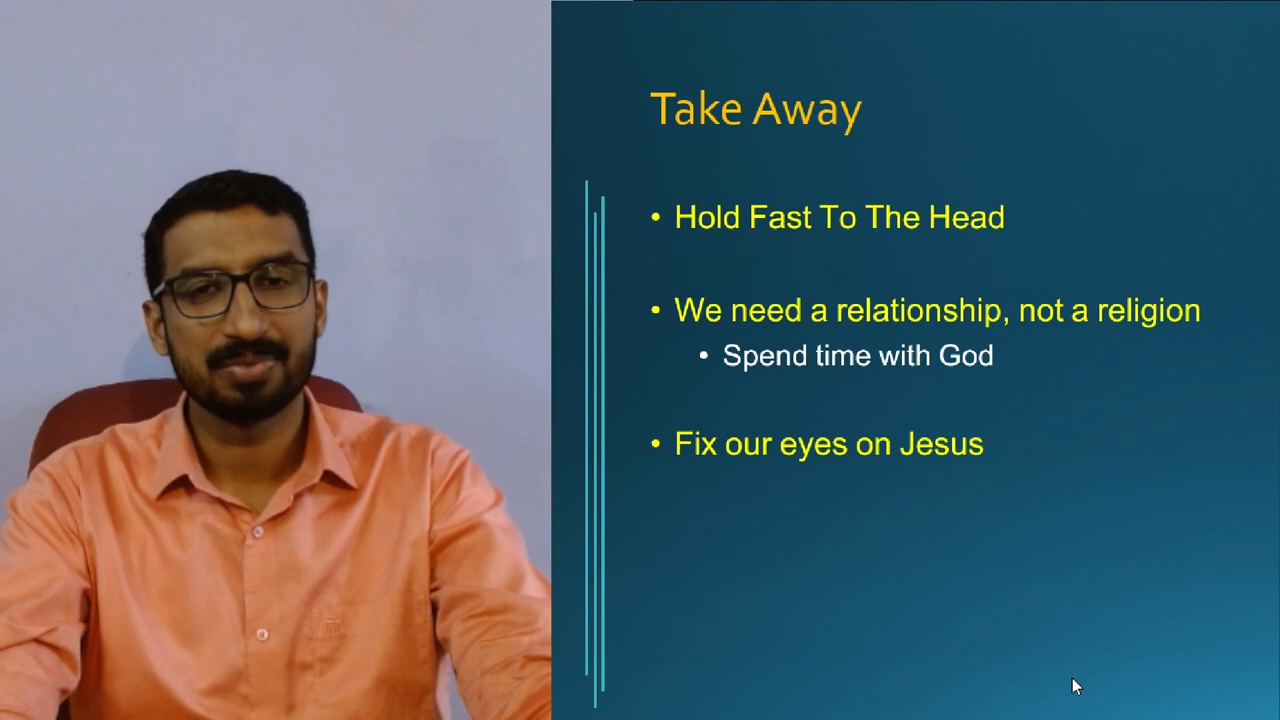 Take Away
• Hold Fast To The Head
• We need a relationship, not a religion
• Spend time with God
• Fix our eyes on Jesus